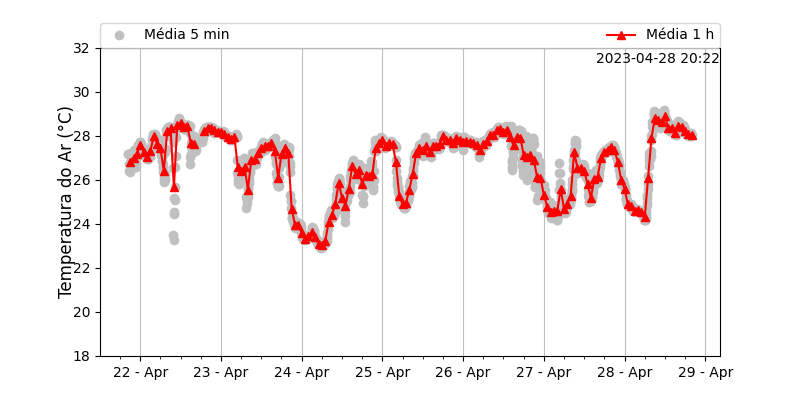 Média 5 min
Média 1 h
2023-04-28 20:22
Temperatura do Ar (°C)
32
30
28
26
24
22
20
18
22 - Apr
23 - Apr
24 - Apr
25 - Apr
26 - Apr
27 - Apr
28 - Apr
29 - Apr